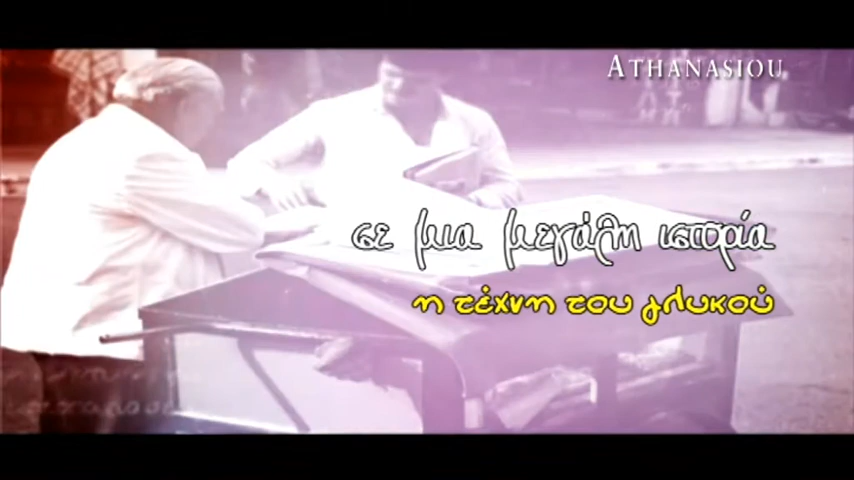 ATHANASIOU
σε μια μεγάλη ιστορία
η τέχνη του γλυκού